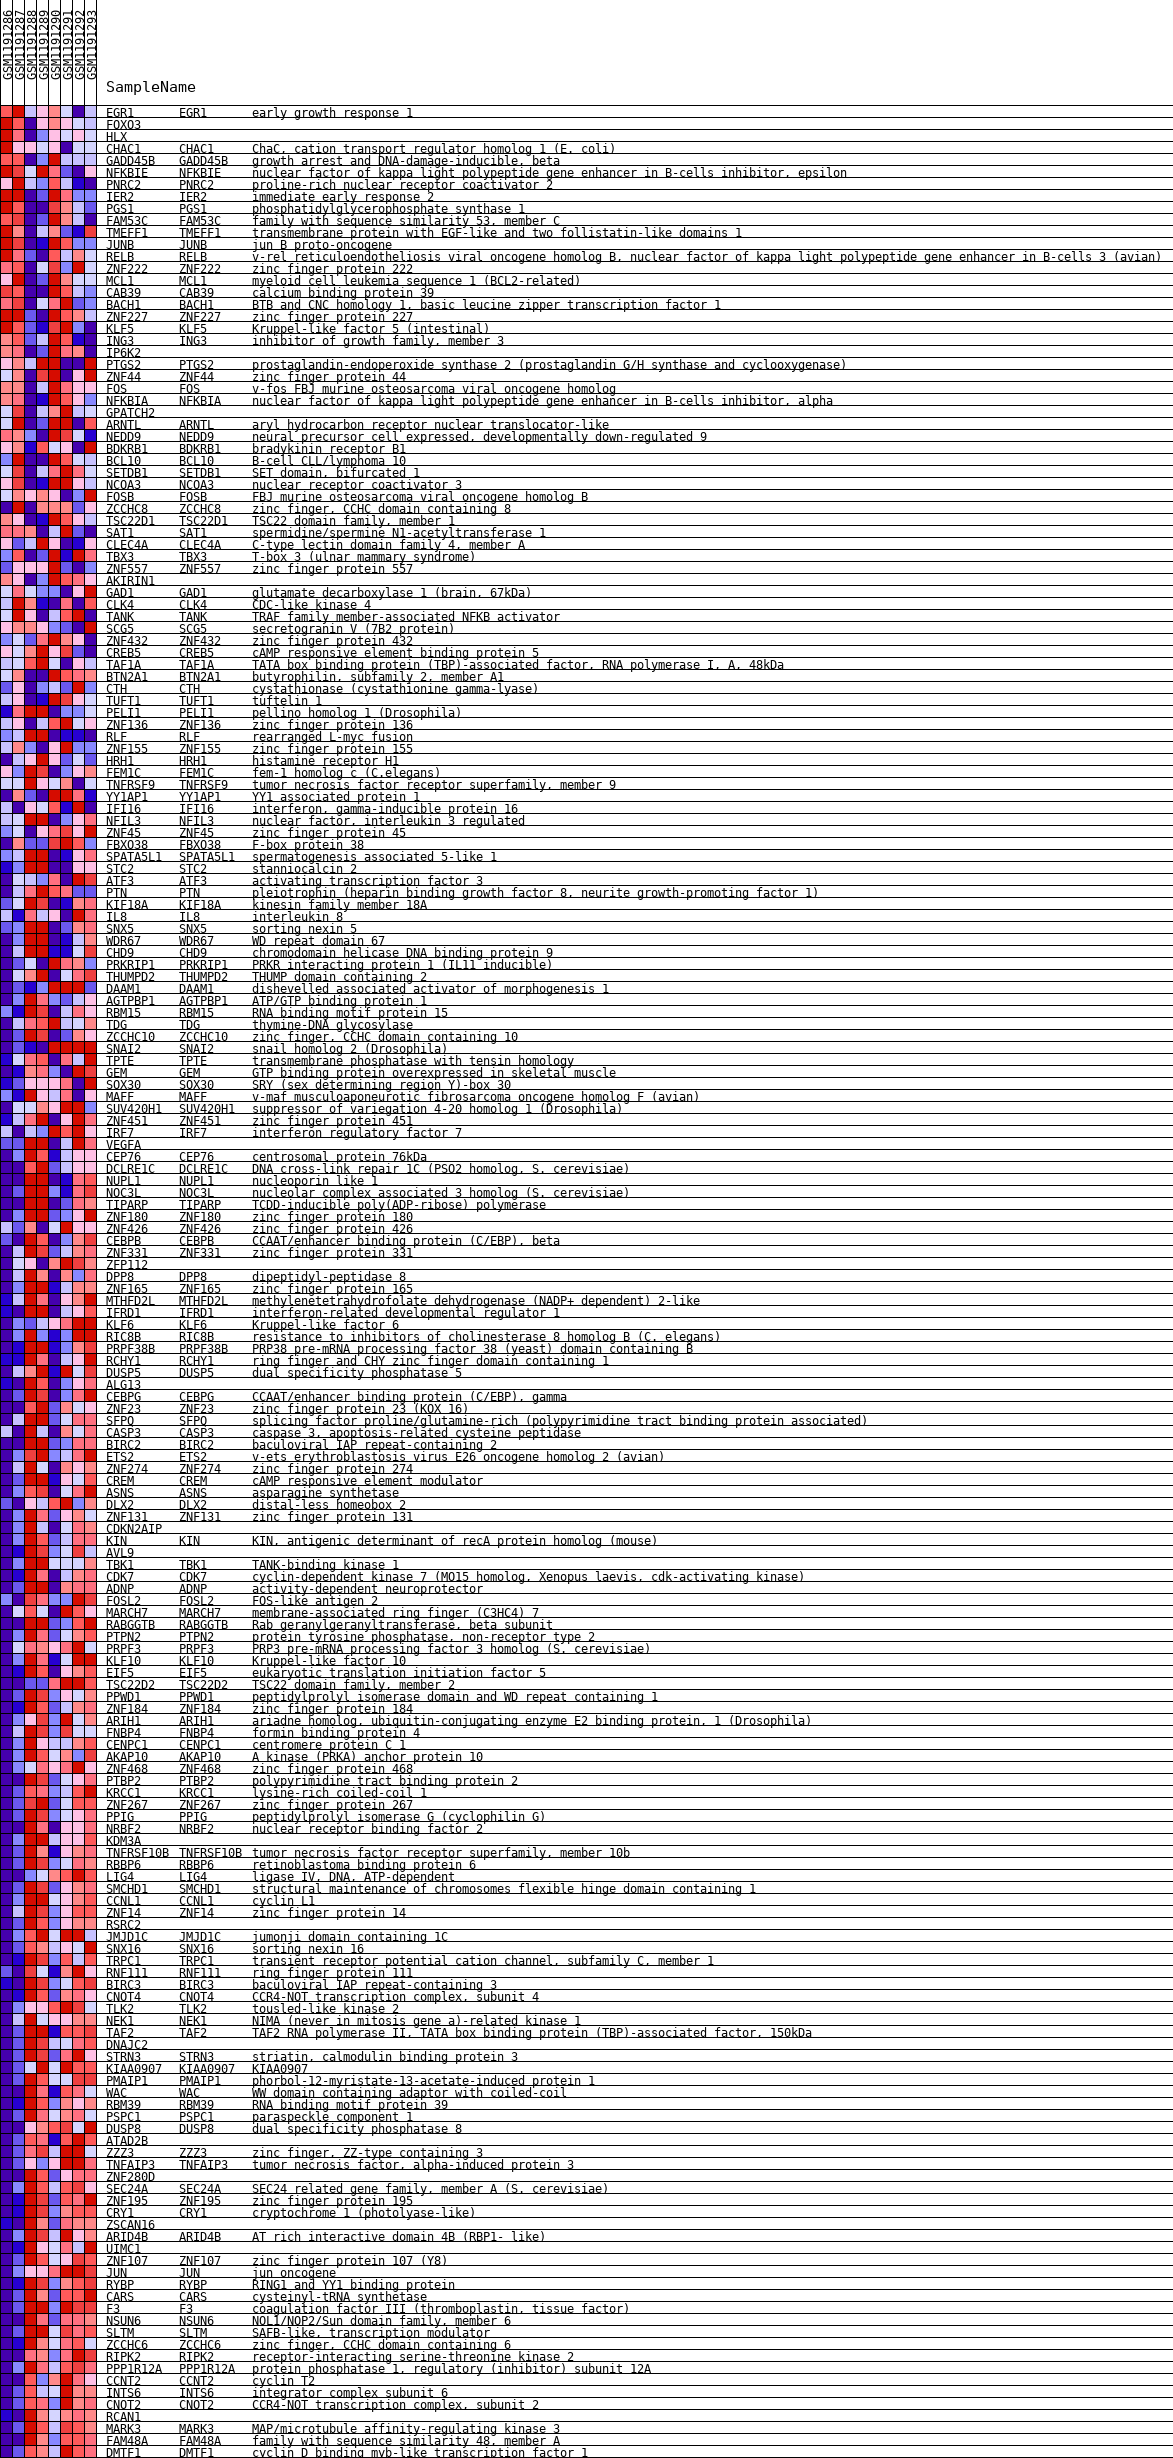 GSM1191286
GSM1191287
GSM1191288
GSM1191289
GSM1191290
GSM1191291
GSM1191292
GSM1191293
SampleName
EGR1 EGR1 early growth response 1
FOXO3
HLX
CHAC1 CHAC1 ChaC, cation transport regulator homolog 1 (E. coli)
GADD45B GADD45B growth arrest and DNA-damage-inducible, beta
NFKBIE NFKBIE nuclear factor of kappa light polypeptide gene enhancer in B-cells inhibitor, epsilon
PNRC2 PNRC2 proline-rich nuclear receptor coactivator 2
IER2 IER2 immediate early response 2
PGS1 PGS1 phosphatidylglycerophosphate synthase 1
FAM53C FAM53C family with sequence similarity 53, member C
TMEFF1 TMEFF1 transmembrane protein with EGF-like and two follistatin-like domains 1
JUNB JUNB jun B proto-oncogene
RELB RELB v-rel reticuloendotheliosis viral oncogene homolog B, nuclear factor of kappa light polypeptide gene enhancer in B-cells 3 (avian)
ZNF222 ZNF222 zinc finger protein 222
MCL1 MCL1 myeloid cell leukemia sequence 1 (BCL2-related)
CAB39 CAB39 calcium binding protein 39
BACH1 BACH1 BTB and CNC homology 1, basic leucine zipper transcription factor 1
ZNF227 ZNF227 zinc finger protein 227
KLF5 KLF5 Kruppel-like factor 5 (intestinal)
ING3 ING3 inhibitor of growth family, member 3
IP6K2
PTGS2 PTGS2 prostaglandin-endoperoxide synthase 2 (prostaglandin G/H synthase and cyclooxygenase)
ZNF44 ZNF44 zinc finger protein 44
FOS FOS v-fos FBJ murine osteosarcoma viral oncogene homolog
NFKBIA NFKBIA nuclear factor of kappa light polypeptide gene enhancer in B-cells inhibitor, alpha
GPATCH2
ARNTL ARNTL aryl hydrocarbon receptor nuclear translocator-like
NEDD9 NEDD9 neural precursor cell expressed, developmentally down-regulated 9
BDKRB1 BDKRB1 bradykinin receptor B1
BCL10 BCL10 B-cell CLL/lymphoma 10
SETDB1 SETDB1 SET domain, bifurcated 1
NCOA3 NCOA3 nuclear receptor coactivator 3
FOSB FOSB FBJ murine osteosarcoma viral oncogene homolog B
ZCCHC8 ZCCHC8 zinc finger, CCHC domain containing 8
TSC22D1 TSC22D1 TSC22 domain family, member 1
SAT1 SAT1 spermidine/spermine N1-acetyltransferase 1
CLEC4A CLEC4A C-type lectin domain family 4, member A
TBX3 TBX3 T-box 3 (ulnar mammary syndrome)
ZNF557 ZNF557 zinc finger protein 557
AKIRIN1
GAD1 GAD1 glutamate decarboxylase 1 (brain, 67kDa)
CLK4 CLK4 CDC-like kinase 4
TANK TANK TRAF family member-associated NFKB activator
SCG5 SCG5 secretogranin V (7B2 protein)
ZNF432 ZNF432 zinc finger protein 432
CREB5 CREB5 cAMP responsive element binding protein 5
TAF1A TAF1A TATA box binding protein (TBP)-associated factor, RNA polymerase I, A, 48kDa
BTN2A1 BTN2A1 butyrophilin, subfamily 2, member A1
CTH CTH cystathionase (cystathionine gamma-lyase)
TUFT1 TUFT1 tuftelin 1
PELI1 PELI1 pellino homolog 1 (Drosophila)
ZNF136 ZNF136 zinc finger protein 136
RLF RLF rearranged L-myc fusion
ZNF155 ZNF155 zinc finger protein 155
HRH1 HRH1 histamine receptor H1
FEM1C FEM1C fem-1 homolog c (C.elegans)
TNFRSF9 TNFRSF9 tumor necrosis factor receptor superfamily, member 9
YY1AP1 YY1AP1 YY1 associated protein 1
IFI16 IFI16 interferon, gamma-inducible protein 16
NFIL3 NFIL3 nuclear factor, interleukin 3 regulated
ZNF45 ZNF45 zinc finger protein 45
FBXO38 FBXO38 F-box protein 38
SPATA5L1 SPATA5L1 spermatogenesis associated 5-like 1
STC2 STC2 stanniocalcin 2
ATF3 ATF3 activating transcription factor 3
PTN PTN pleiotrophin (heparin binding growth factor 8, neurite growth-promoting factor 1)
KIF18A KIF18A kinesin family member 18A
IL8 IL8 interleukin 8
SNX5 SNX5 sorting nexin 5
WDR67 WDR67 WD repeat domain 67
CHD9 CHD9 chromodomain helicase DNA binding protein 9
PRKRIP1 PRKRIP1 PRKR interacting protein 1 (IL11 inducible)
THUMPD2 THUMPD2 THUMP domain containing 2
DAAM1 DAAM1 dishevelled associated activator of morphogenesis 1
AGTPBP1 AGTPBP1 ATP/GTP binding protein 1
RBM15 RBM15 RNA binding motif protein 15
TDG TDG thymine-DNA glycosylase
ZCCHC10 ZCCHC10 zinc finger, CCHC domain containing 10
SNAI2 SNAI2 snail homolog 2 (Drosophila)
TPTE TPTE transmembrane phosphatase with tensin homology
GEM GEM GTP binding protein overexpressed in skeletal muscle
SOX30 SOX30 SRY (sex determining region Y)-box 30
MAFF MAFF v-maf musculoaponeurotic fibrosarcoma oncogene homolog F (avian)
SUV420H1 SUV420H1 suppressor of variegation 4-20 homolog 1 (Drosophila)
ZNF451 ZNF451 zinc finger protein 451
IRF7 IRF7 interferon regulatory factor 7
VEGFA
CEP76 CEP76 centrosomal protein 76kDa
DCLRE1C DCLRE1C DNA cross-link repair 1C (PSO2 homolog, S. cerevisiae)
NUPL1 NUPL1 nucleoporin like 1
NOC3L NOC3L nucleolar complex associated 3 homolog (S. cerevisiae)
TIPARP TIPARP TCDD-inducible poly(ADP-ribose) polymerase
ZNF180 ZNF180 zinc finger protein 180
ZNF426 ZNF426 zinc finger protein 426
CEBPB CEBPB CCAAT/enhancer binding protein (C/EBP), beta
ZNF331 ZNF331 zinc finger protein 331
ZFP112
DPP8 DPP8 dipeptidyl-peptidase 8
ZNF165 ZNF165 zinc finger protein 165
MTHFD2L MTHFD2L methylenetetrahydrofolate dehydrogenase (NADP+ dependent) 2-like
IFRD1 IFRD1 interferon-related developmental regulator 1
KLF6 KLF6 Kruppel-like factor 6
RIC8B RIC8B resistance to inhibitors of cholinesterase 8 homolog B (C. elegans)
PRPF38B PRPF38B PRP38 pre-mRNA processing factor 38 (yeast) domain containing B
RCHY1 RCHY1 ring finger and CHY zinc finger domain containing 1
DUSP5 DUSP5 dual specificity phosphatase 5
ALG13
CEBPG CEBPG CCAAT/enhancer binding protein (C/EBP), gamma
ZNF23 ZNF23 zinc finger protein 23 (KOX 16)
SFPQ SFPQ splicing factor proline/glutamine-rich (polypyrimidine tract binding protein associated)
CASP3 CASP3 caspase 3, apoptosis-related cysteine peptidase
BIRC2 BIRC2 baculoviral IAP repeat-containing 2
ETS2 ETS2 v-ets erythroblastosis virus E26 oncogene homolog 2 (avian)
ZNF274 ZNF274 zinc finger protein 274
CREM CREM cAMP responsive element modulator
ASNS ASNS asparagine synthetase
DLX2 DLX2 distal-less homeobox 2
ZNF131 ZNF131 zinc finger protein 131
CDKN2AIP
KIN KIN KIN, antigenic determinant of recA protein homolog (mouse)
AVL9
TBK1 TBK1 TANK-binding kinase 1
CDK7 CDK7 cyclin-dependent kinase 7 (MO15 homolog, Xenopus laevis, cdk-activating kinase)
ADNP ADNP activity-dependent neuroprotector
FOSL2 FOSL2 FOS-like antigen 2
MARCH7 MARCH7 membrane-associated ring finger (C3HC4) 7
RABGGTB RABGGTB Rab geranylgeranyltransferase, beta subunit
PTPN2 PTPN2 protein tyrosine phosphatase, non-receptor type 2
PRPF3 PRPF3 PRP3 pre-mRNA processing factor 3 homolog (S. cerevisiae)
KLF10 KLF10 Kruppel-like factor 10
EIF5 EIF5 eukaryotic translation initiation factor 5
TSC22D2 TSC22D2 TSC22 domain family, member 2
PPWD1 PPWD1 peptidylprolyl isomerase domain and WD repeat containing 1
ZNF184 ZNF184 zinc finger protein 184
ARIH1 ARIH1 ariadne homolog, ubiquitin-conjugating enzyme E2 binding protein, 1 (Drosophila)
FNBP4 FNBP4 formin binding protein 4
CENPC1 CENPC1 centromere protein C 1
AKAP10 AKAP10 A kinase (PRKA) anchor protein 10
ZNF468 ZNF468 zinc finger protein 468
PTBP2 PTBP2 polypyrimidine tract binding protein 2
KRCC1 KRCC1 lysine-rich coiled-coil 1
ZNF267 ZNF267 zinc finger protein 267
PPIG PPIG peptidylprolyl isomerase G (cyclophilin G)
NRBF2 NRBF2 nuclear receptor binding factor 2
KDM3A
TNFRSF10B TNFRSF10B tumor necrosis factor receptor superfamily, member 10b
RBBP6 RBBP6 retinoblastoma binding protein 6
LIG4 LIG4 ligase IV, DNA, ATP-dependent
SMCHD1 SMCHD1 structural maintenance of chromosomes flexible hinge domain containing 1
CCNL1 CCNL1 cyclin L1
ZNF14 ZNF14 zinc finger protein 14
RSRC2
JMJD1C JMJD1C jumonji domain containing 1C
SNX16 SNX16 sorting nexin 16
TRPC1 TRPC1 transient receptor potential cation channel, subfamily C, member 1
RNF111 RNF111 ring finger protein 111
BIRC3 BIRC3 baculoviral IAP repeat-containing 3
CNOT4 CNOT4 CCR4-NOT transcription complex, subunit 4
TLK2 TLK2 tousled-like kinase 2
NEK1 NEK1 NIMA (never in mitosis gene a)-related kinase 1
TAF2 TAF2 TAF2 RNA polymerase II, TATA box binding protein (TBP)-associated factor, 150kDa
DNAJC2
STRN3 STRN3 striatin, calmodulin binding protein 3
KIAA0907 KIAA0907 KIAA0907
PMAIP1 PMAIP1 phorbol-12-myristate-13-acetate-induced protein 1
WAC WAC WW domain containing adaptor with coiled-coil
RBM39 RBM39 RNA binding motif protein 39
PSPC1 PSPC1 paraspeckle component 1
DUSP8 DUSP8 dual specificity phosphatase 8
ATAD2B
ZZZ3 ZZZ3 zinc finger, ZZ-type containing 3
TNFAIP3 TNFAIP3 tumor necrosis factor, alpha-induced protein 3
ZNF280D
SEC24A SEC24A SEC24 related gene family, member A (S. cerevisiae)
ZNF195 ZNF195 zinc finger protein 195
CRY1 CRY1 cryptochrome 1 (photolyase-like)
ZSCAN16
ARID4B ARID4B AT rich interactive domain 4B (RBP1- like)
UIMC1
ZNF107 ZNF107 zinc finger protein 107 (Y8)
JUN JUN jun oncogene
RYBP RYBP RING1 and YY1 binding protein
CARS CARS cysteinyl-tRNA synthetase
F3 F3 coagulation factor III (thromboplastin, tissue factor)
NSUN6 NSUN6 NOL1/NOP2/Sun domain family, member 6
SLTM SLTM SAFB-like, transcription modulator
ZCCHC6 ZCCHC6 zinc finger, CCHC domain containing 6
RIPK2 RIPK2 receptor-interacting serine-threonine kinase 2
PPP1R12A PPP1R12A protein phosphatase 1, regulatory (inhibitor) subunit 12A
CCNT2 CCNT2 cyclin T2
INTS6 INTS6 integrator complex subunit 6
CNOT2 CNOT2 CCR4-NOT transcription complex, subunit 2
RCAN1
MARK3 MARK3 MAP/microtubule affinity-regulating kinase 3
FAM48A FAM48A family with sequence similarity 48, member A
DMTF1 DMTF1 cyclin D binding myb-like transcription factor 1